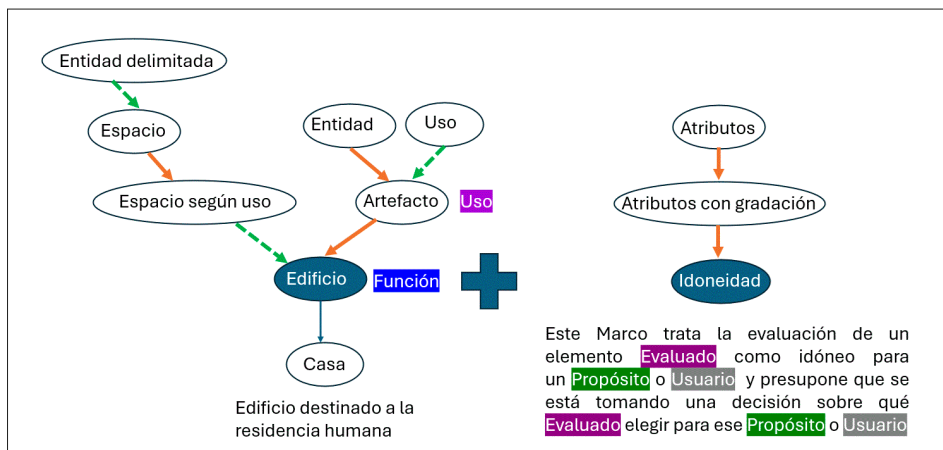 Entidad delimitada
Espacio
Espacio según uso
Entidad
Uso
Artefacto
Uso
Edificio
Función
Casa
Edificio destinado a la
residencia humana
Atributos
Atributos con gradación
Idoneidad
Este Marco trata la evaluación de un
elemento Evaluado como idóneo para
un Propósito o Usuario y presupone que se
está tomando una decisión sobre qué
Evaluado elegir para ese Propósito o Usuario